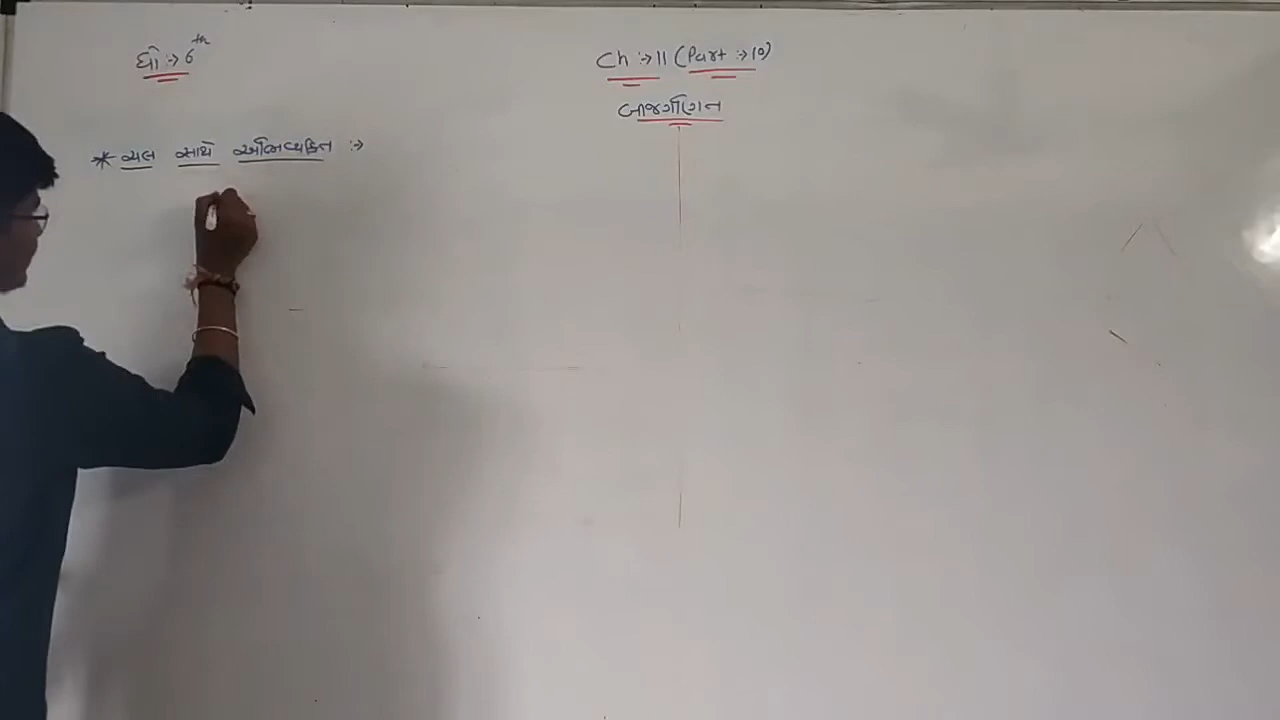 ધો :→ 6th
Ch :→ 11 (Part :→ 10)
બીજગણિત
* ચલ સાથે અભિવ્યક્તિ :→